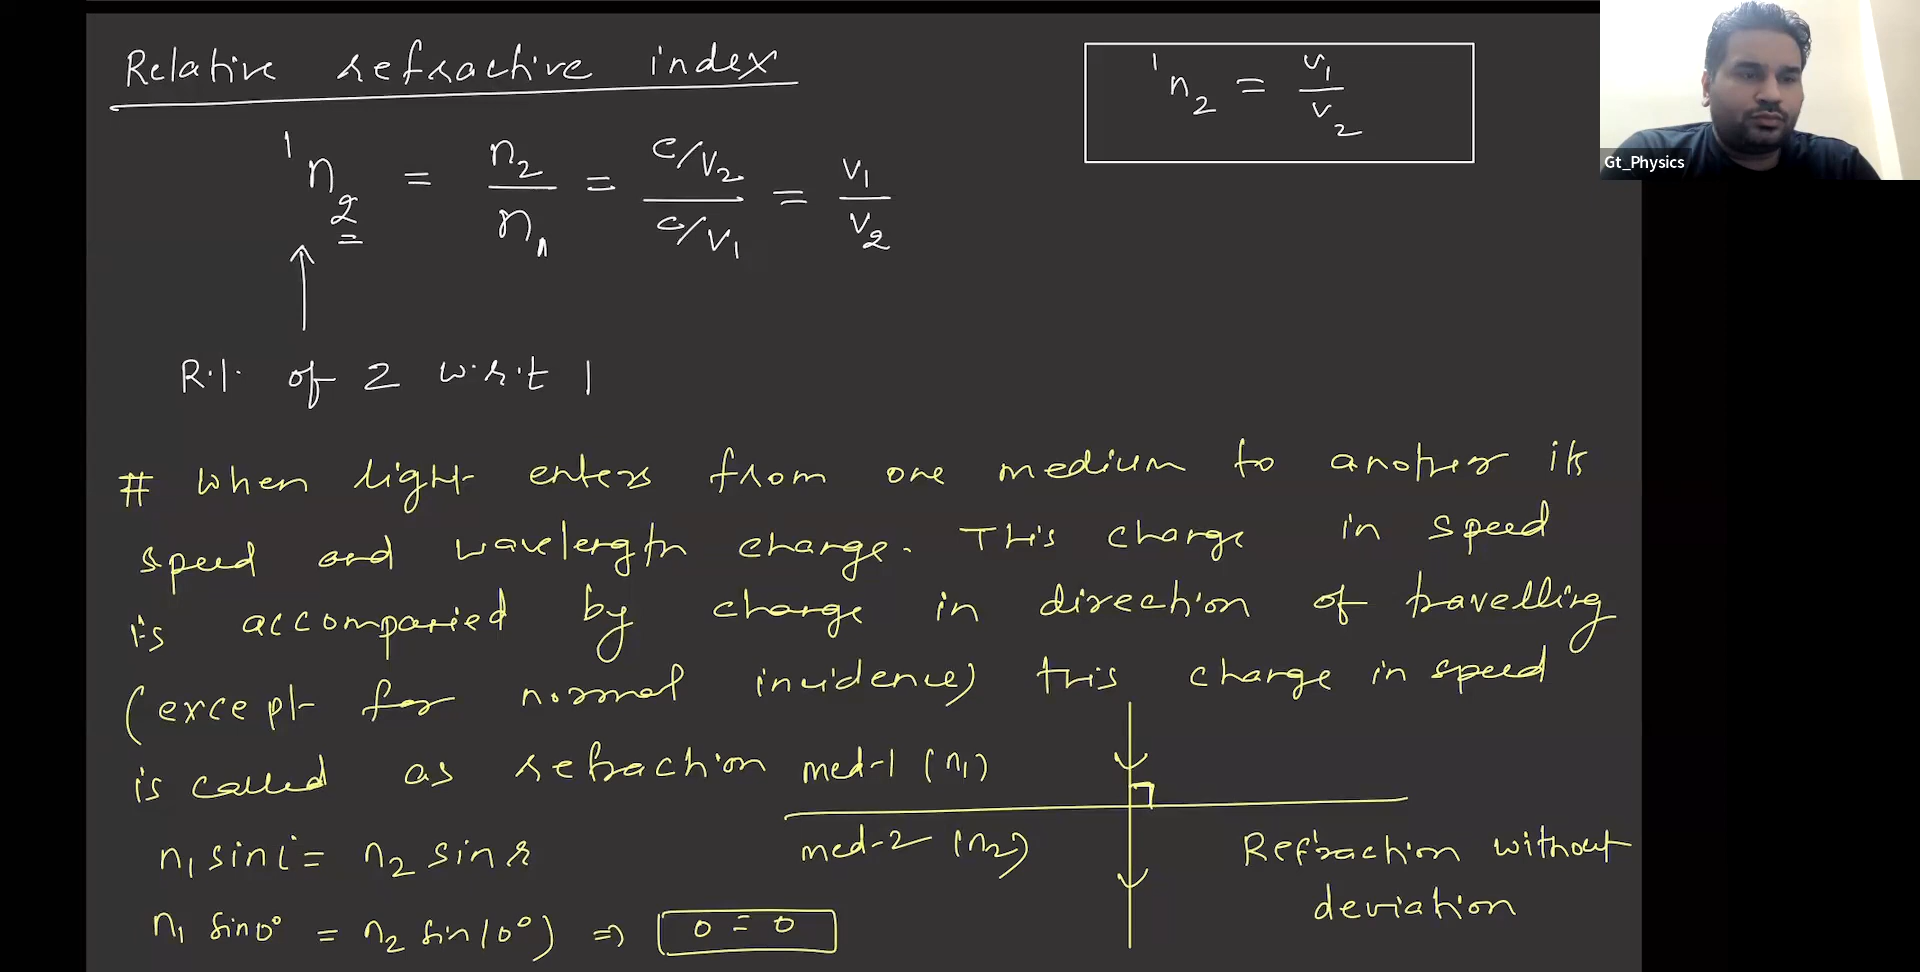 Relative refractive index
¹n₂ = n₂/n₁ = (c/v₂)/(c/v₁) = v₁/v₂
¹n₂ = v₁/v₂
Gt_Physics
R.I. of 2 w.r.t 1
# When light enters from one medium to another its
speed and wavelength change. This change in speed
is accompanied by change in direction of travelling
(except for normal incidence) this change in speed
is called as refraction
med-1 (n₁)
med-2 (n₂)
Refraction without
deviation
n₁ sin i = n₂ sin r
n₁ sin0° = n₂ sin(0°) ⇒ 0 = 0